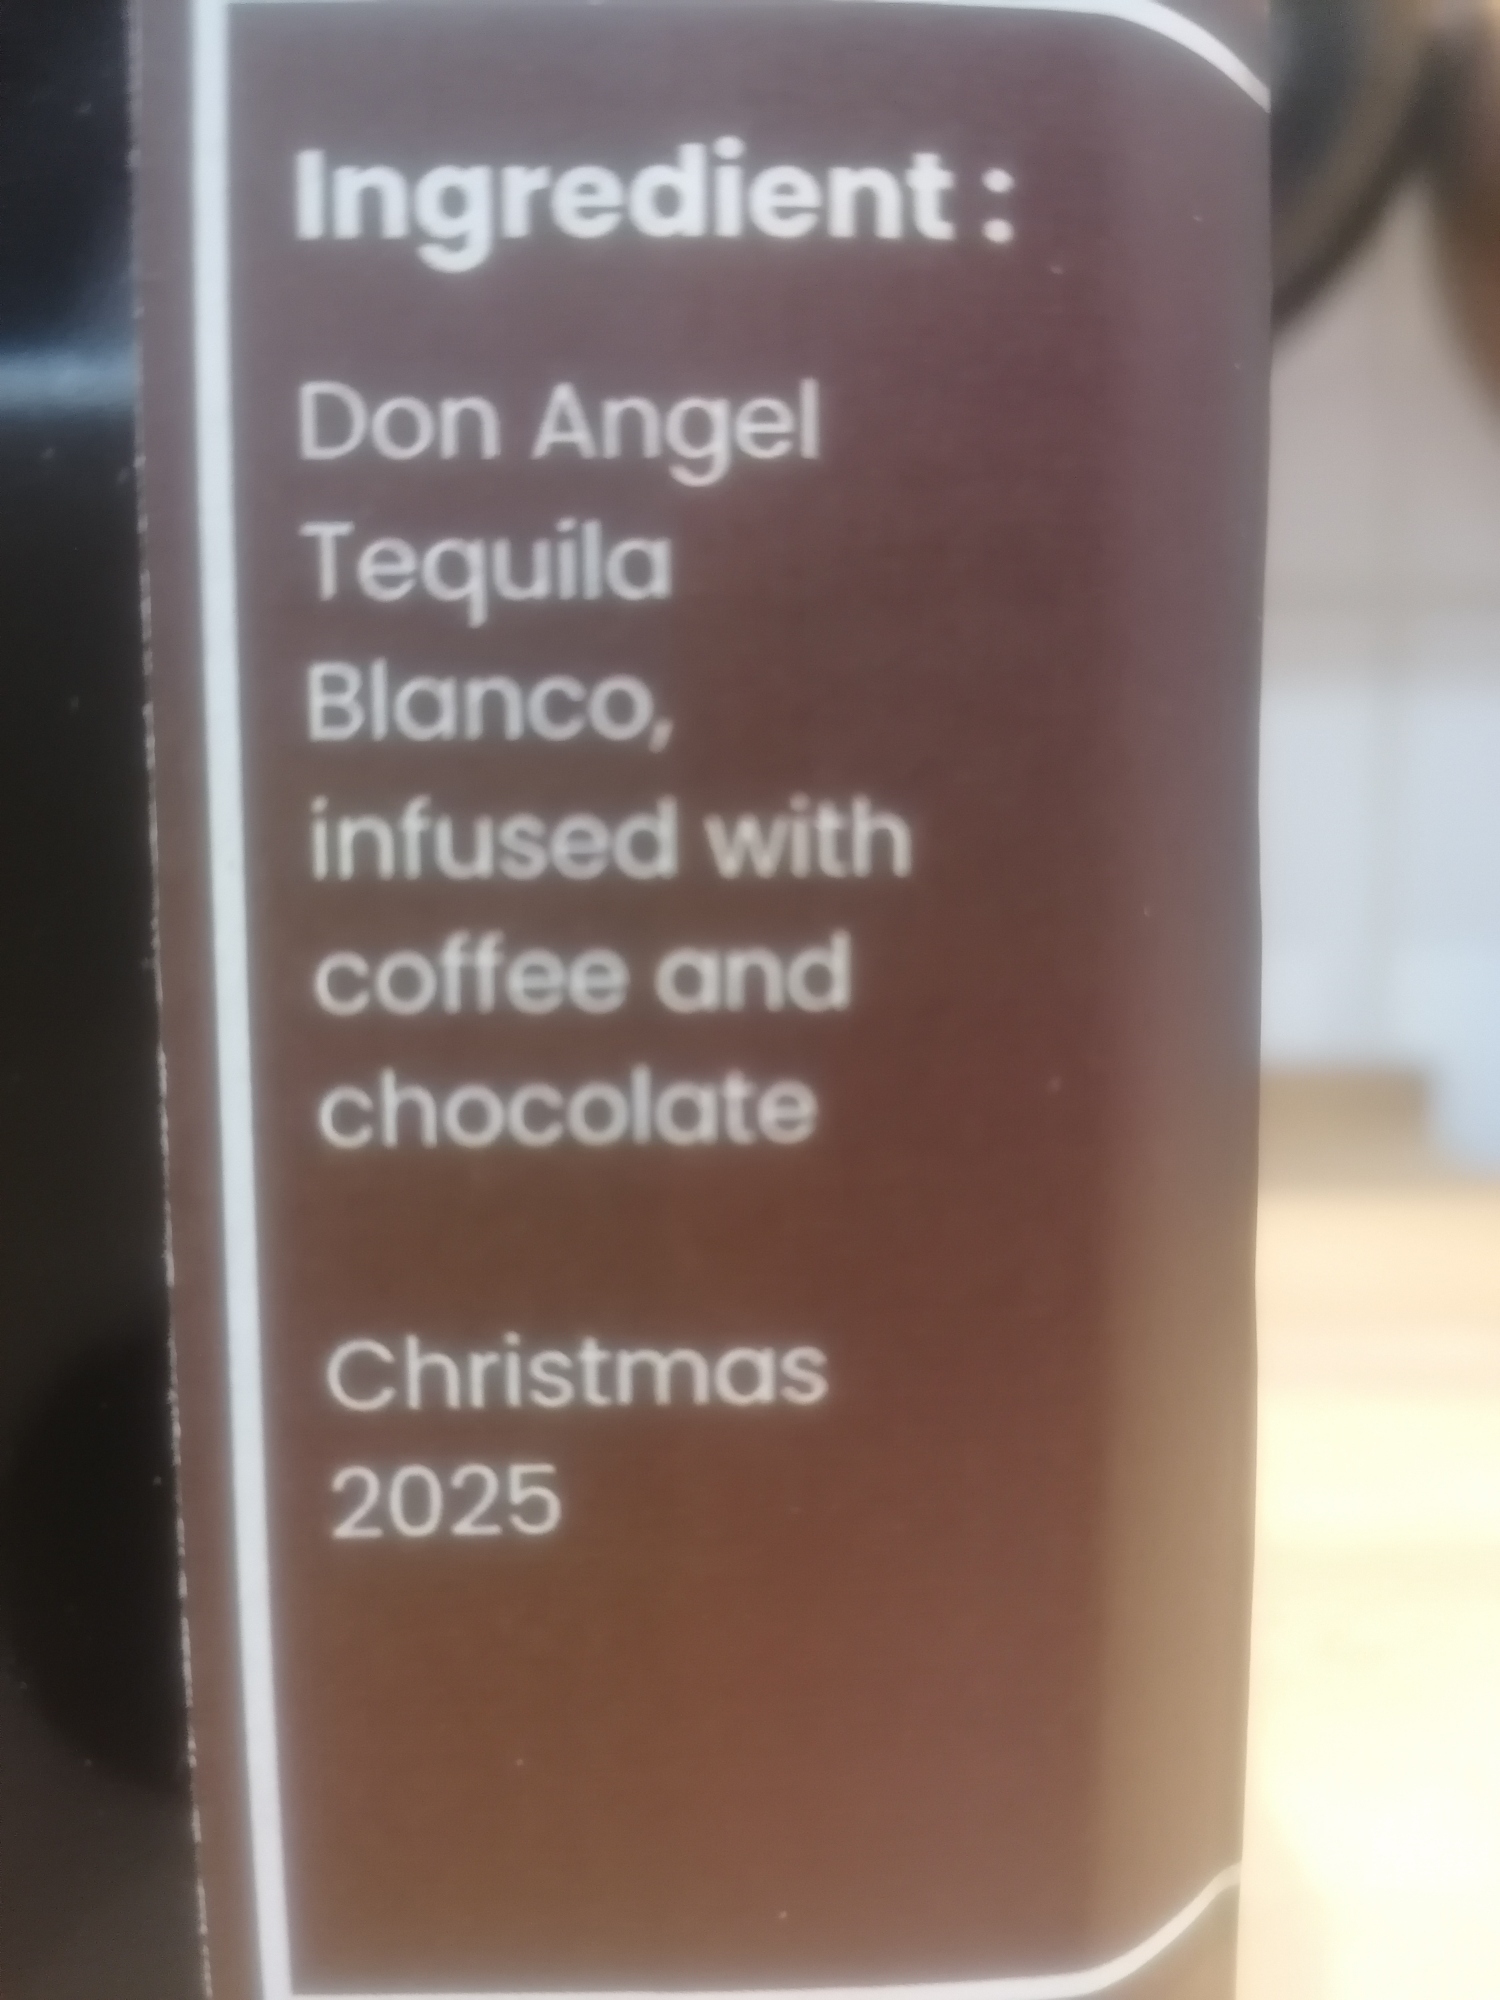 Ingredient :
Don Angel
Tequila
Blanco,
infused with
coffee and
chocolate
Christmas
2025